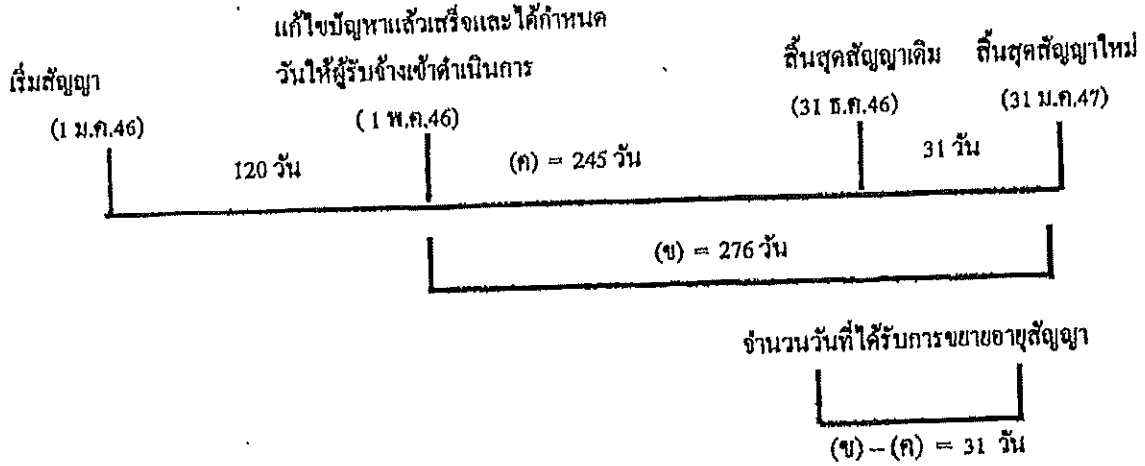 แก้ไขปัญหาแล้วเสร็จและได้กำหนด
วันให้ผู้รับจ้างเข้าดำเนินการ
(1 พ.ค.46)
เริ่มสัญญา
(1 ม.ค.46)
สิ้นสุดสัญญาเดิม
(31 ธ.ค.46)
สิ้นสุดสัญญาใหม่
(31 ม.ค.47)
120 วัน
(ค) = 245 วัน
31 วัน
(ข) = 276 วัน
จำนวนวันที่ได้รับการขยายอายุสัญญา
(ข) – (ค) = 31 วัน